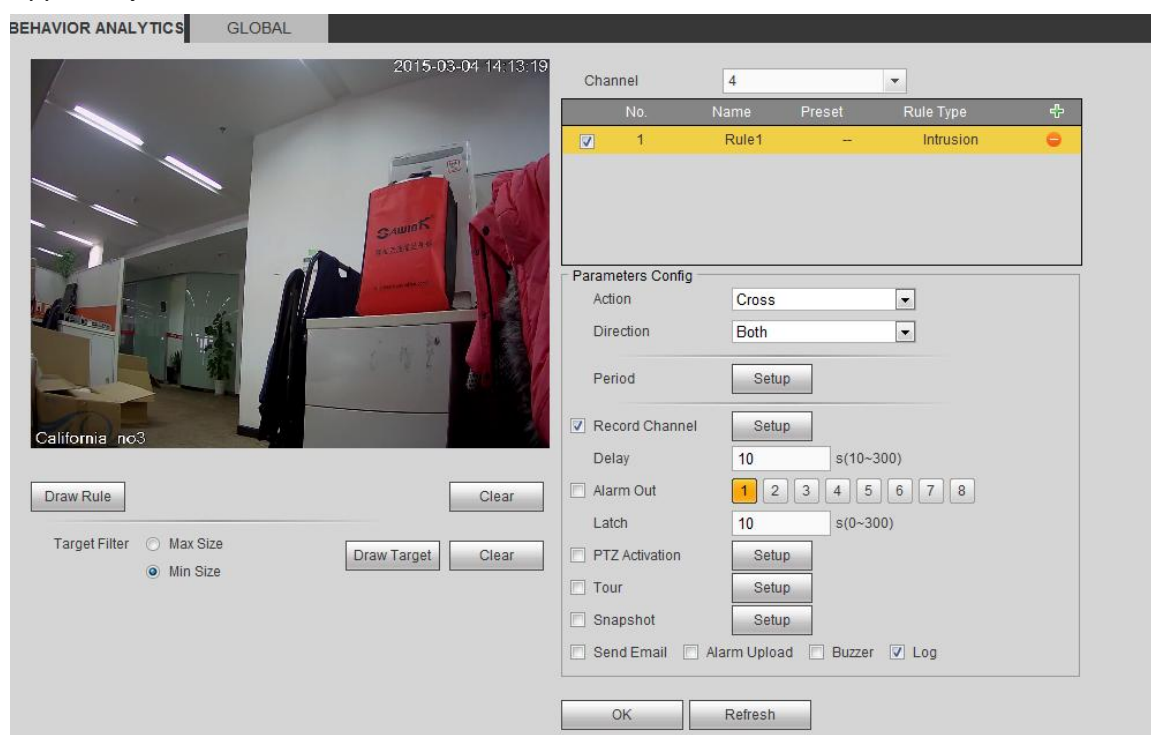 BEHAVIOR ANALYTICS GLOBAL
2015-03-04 14:13:19
SAWINK
California no3
Draw Rule Clear
Target Filter Max Size
Min Size
Draw Target Clear
Channel 4
No. Name Preset Rule Type
1 Rule1 -- Intrusion
Parameters Config
Action Cross
Direction Both
Period Setup
Record Channel Setup
Delay 10 s(10~300)
Alarm Out 1 2 3 4 5 6 7 8
Latch 10 s(0~300)
PTZ Activation Setup
Tour Setup
Snapshot Setup
Send Email Alarm Upload Buzzer Log
OK Refresh